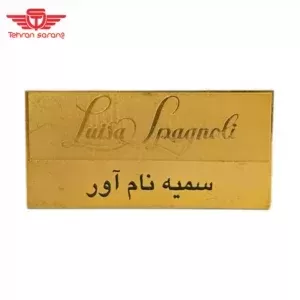 Tehran sarang
Luisa Spagnoli
سمیه نام آور